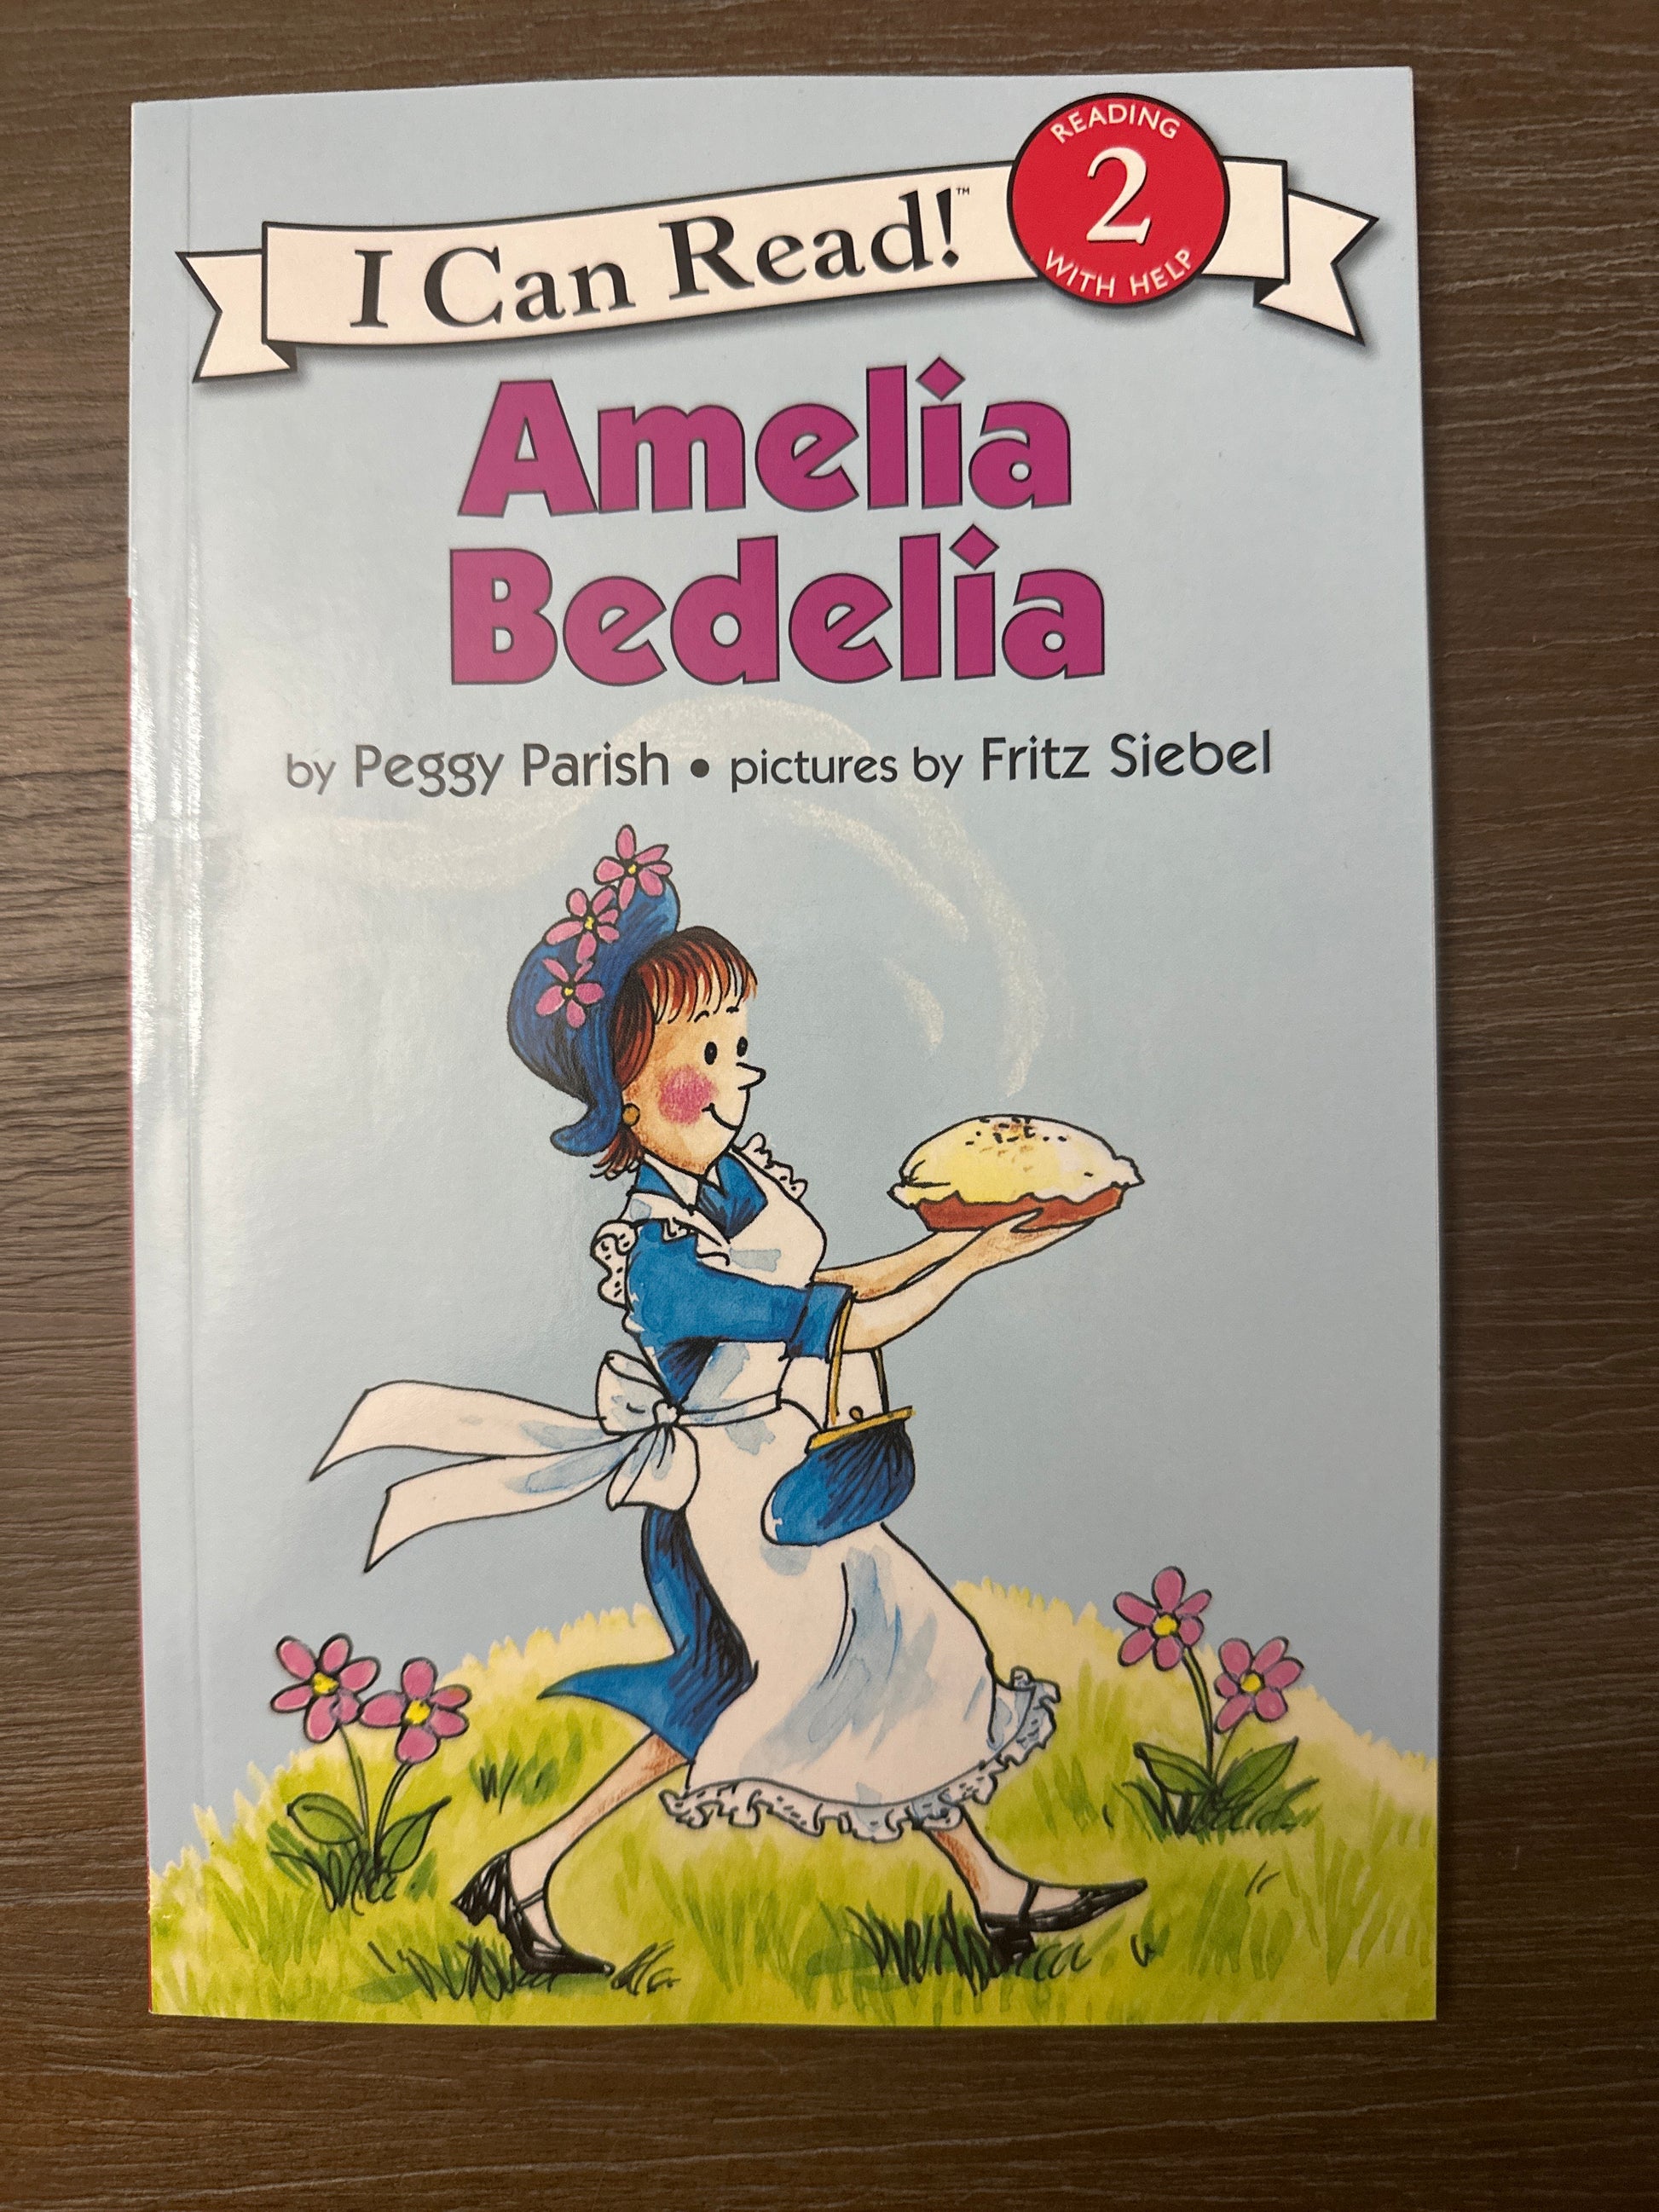 READING
2
WITH HELP
I Can Read!™
Amelia
Bedelia
by Peggy Parish • pictures by Fritz Siebel